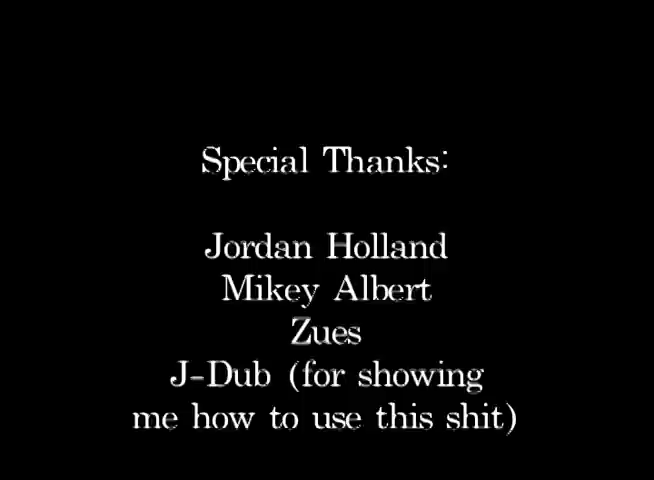 Special Thanks:
Jordan Holland
Mikey Albert
Zues
J-Dub (for showing
me how to use this shit)